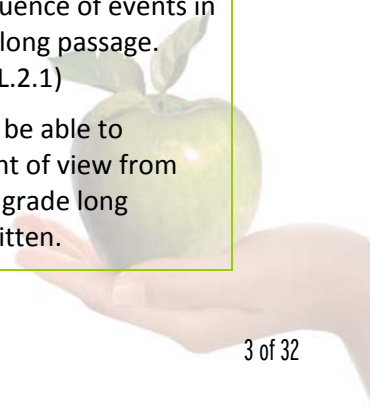 uence of events in
long passage.
L.2.1)
be able to
nt of view from
grade long
itten.
3 of 32